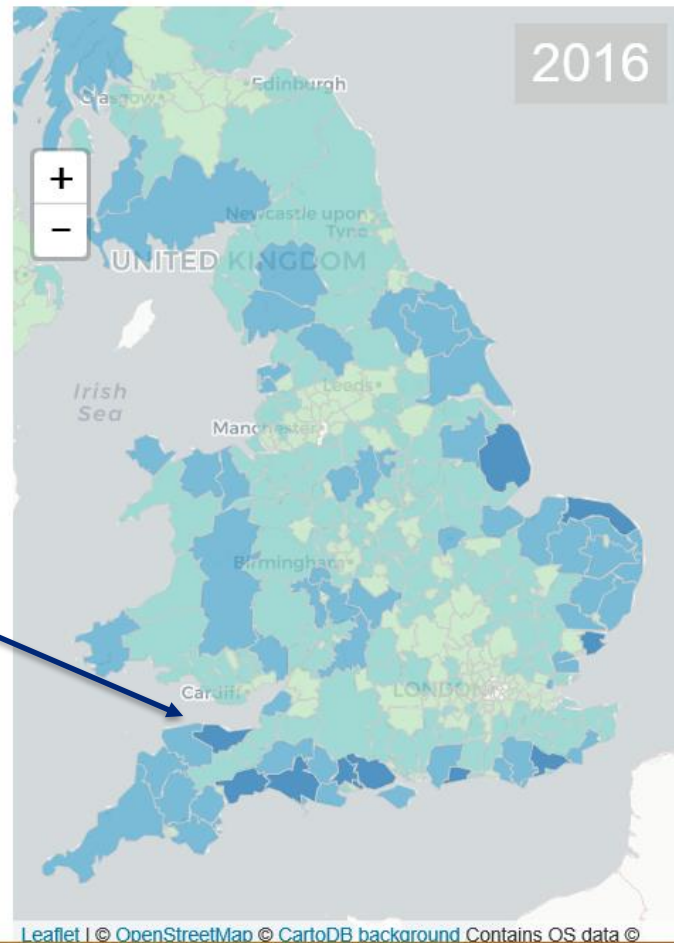 2016
Edinburgh
Glasgow
+
−
Newcastle upon
Tyne
UNITED KINGDOM
Irish
Sea
Leeds
Manchester
Birmingham
Cardiff
LONDON
Leaflet | © OpenStreetMap © CartoDB background Contains OS data ©